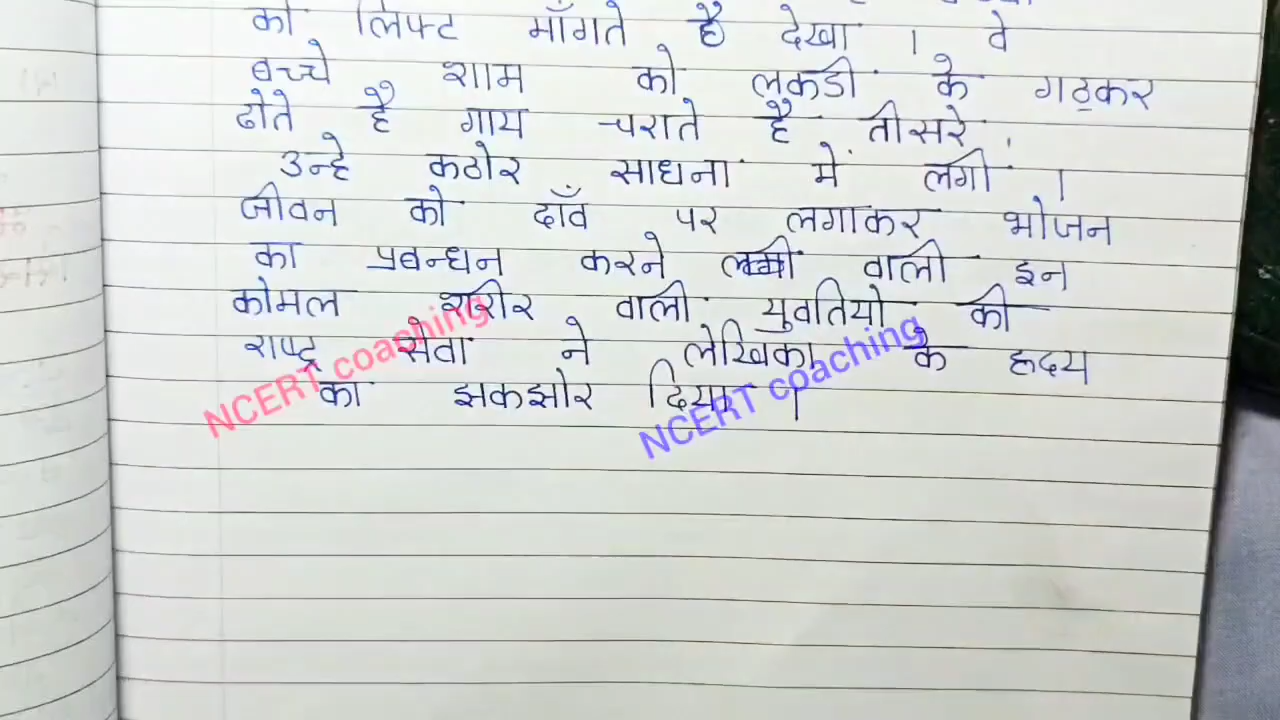 को लिफ्ट माँगते है देखा । वे
बच्चे शाम को लकडी के गठ्कर
ढोते है गाय चराते है तीसरे ।
उन्हे कठोर साधना में लगी ।
जीवन को दाँव पर लगाकर भोजन
का प्रबन्धन करने वाली इन
कोमल शरीर वाली युवतियो की
राष्ट्र सेवा ने लेखिका के हृदय
का झकझोर दिया ।
NCERT coaching
NCERT coaching